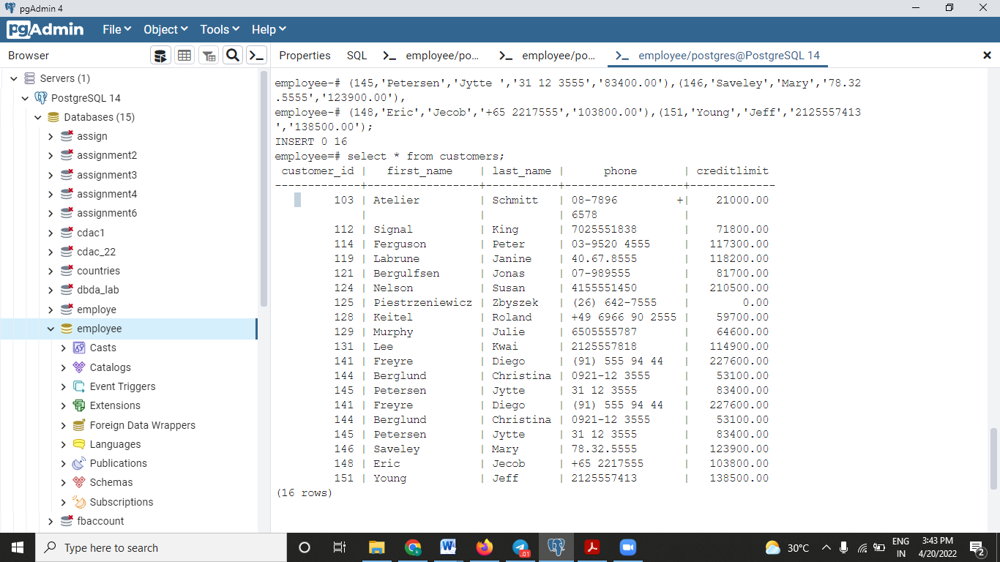 pgAdmin 4
pgAdmin File Object Tools Help
Browser
Properties SQL employee/po... employee/po... employee/postgres@PostgreSQL 14
Servers (1)
PostgreSQL 14
Databases (15)
assign
assignment2
assignment3
assignment4
assignment6
cdac1
cdac_22
countries
dbda_lab
employe
employee
Casts
Catalogs
Event Triggers
Extensions
Foreign Data Wrappers
Languages
Publications
Schemas
Subscriptions
fbaccount
employee-# (145,'Petersen','Jytte ','31 12 3555','83400.00'),(146,'Saveley','Mary','78.32
.5555','123900.00'),
employee-# (148,'Eric','Jecob','+65 2217555','103800.00'),(151,'Young','Jeff','2125557413
','138500.00');
INSERT 0 16
employee=# select * from customers;
customer_id | first_name | last_name | phone | creditlimit
-------------+-----------------+-----------+------------------+-------------
103 | Atelier | Schmitt | 08-7896 +| 21000.00
| | | 6578 |
112 | Signal | King | 7025551838 | 71800.00
114 | Ferguson | Peter | 03-9520 4555 | 117300.00
119 | Labrune | Janine | 40.67.8555 | 118200.00
121 | Bergulfsen | Jonas | 07-989555 | 81700.00
124 | Nelson | Susan | 4155551450 | 210500.00
125 | Piestrzeniewicz | Zbyszek | (26) 642-7555 | 0.00
128 | Keitel | Roland | +49 6966 90 2555 | 59700.00
129 | Murphy | Julie | 6505555787 | 64600.00
131 | Lee | Kwai | 2125557818 | 114900.00
141 | Freyre | Diego | (91) 555 94 44 | 227600.00
144 | Berglund | Christina | 0921-12 3555 | 53100.00
145 | Petersen | Jytte | 31 12 3555 | 83400.00
141 | Freyre | Diego | (91) 555 94 44 | 227600.00
144 | Berglund | Christina | 0921-12 3555 | 53100.00
145 | Petersen | Jytte | 31 12 3555 | 83400.00
146 | Saveley | Mary | 78.32.5555 | 123900.00
148 | Eric | Jecob | +65 2217555 | 103800.00
151 | Young | Jeff | 2125557413 | 138500.00
(16 rows)
Type here to search
.01
30°C
ENG
IN
3:43 PM
4/20/2022
2